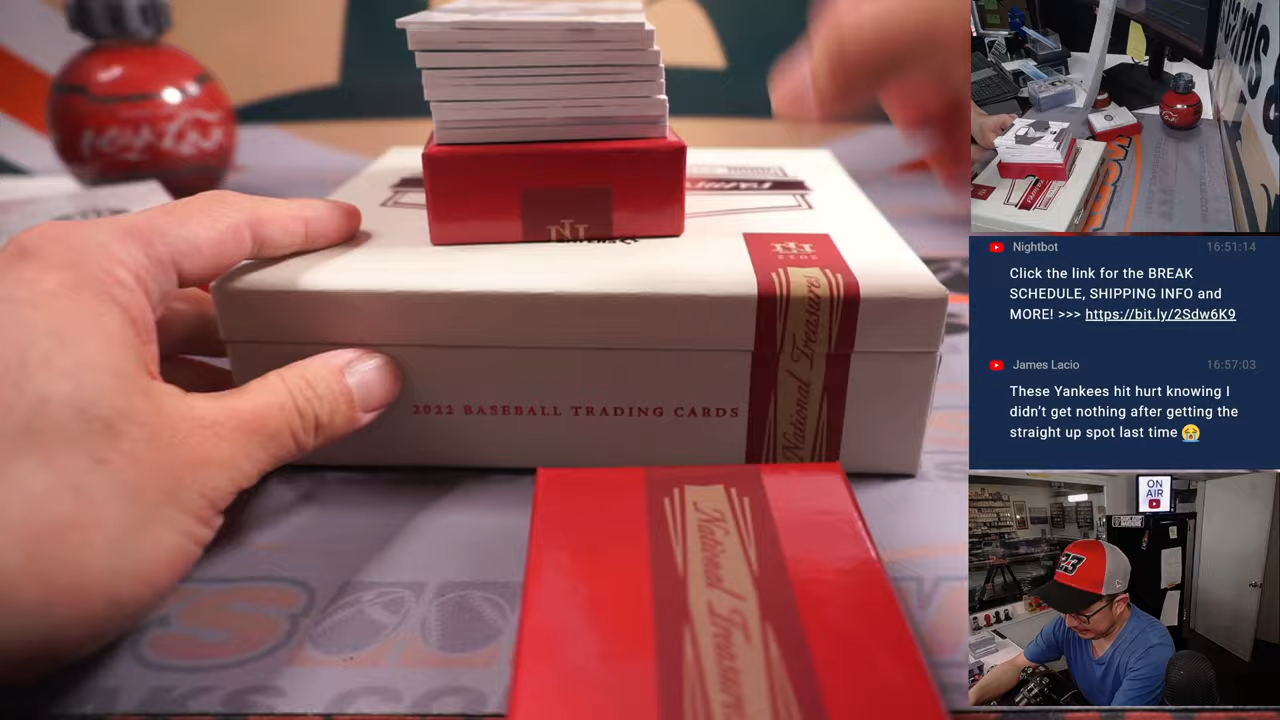 2022
National Treasures
2022 BASEBALL TRADING CARDS
National Treasures
Nightbot 16:51:14
Click the link for the BREAK
SCHEDULE, SHIPPING INFO and
MORE! >>> https://bit.ly/2Sdw6K9
James Lacio 16:57:03
These Yankees hit hurt knowing I
didn't get nothing after getting the
straight up spot last time 😭
ON
AIR
23